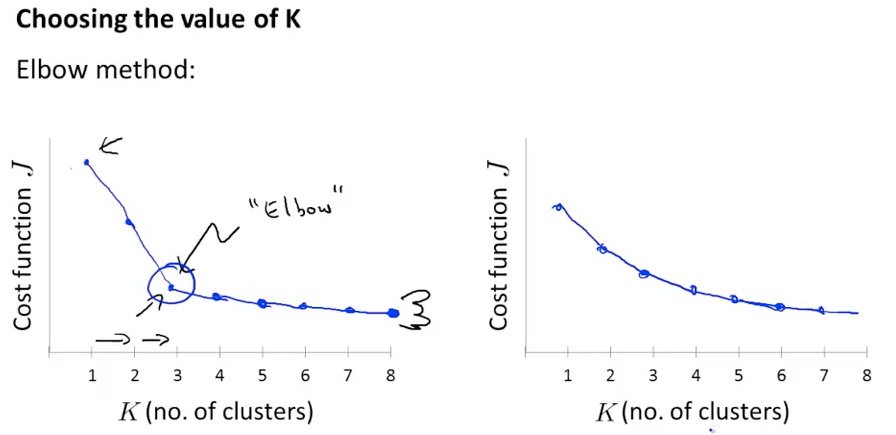 Choosing the value of K
Elbow method:
"Elbow"
Cost function J
1 2 3 4 5 6 7 8
K (no. of clusters)
Cost function J
1 2 3 4 5 6 7 8
K (no. of clusters)